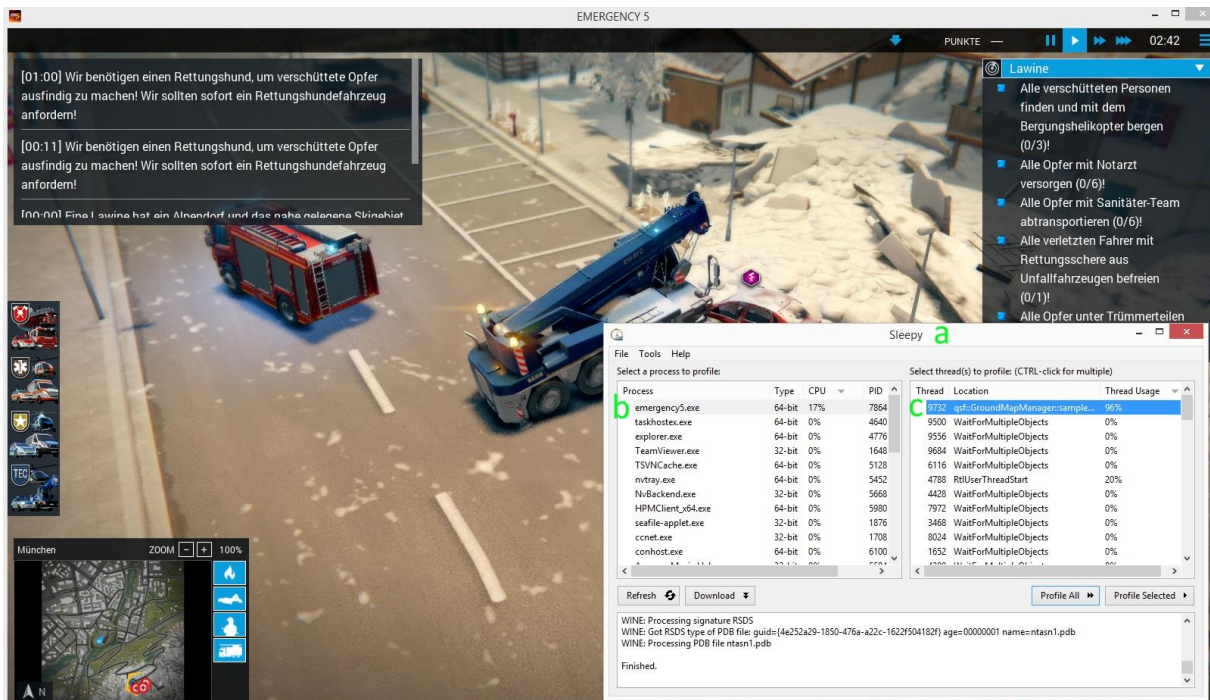 EMERGENCY 5
PUNKTE — 02:42
[01:00] Wir benötigen einen Rettungshund, um verschüttete Opfer
ausfindig zu machen! Wir sollten sofort ein Rettungshundefahrzeug
anfordern!
[00:11] Wir benötigen einen Rettungshund, um verschüttete Opfer
ausfindig zu machen! Wir sollten sofort ein Rettungshundefahrzeug
anfordern!
[00:00] Eine Lawine hat ein Alpendorf und das nahe gelegene Skigebiet
Lawine
Alle verschütteten Personen
finden und mit dem
Bergungshelikopter bergen
(0/3)!
Alle Opfer mit Notarzt
versorgen (0/6)!
Alle Opfer mit Sanitäter-Team
abtransportieren (0/6)!
Alle verletzten Fahrer mit
Rettungsschere aus
Unfallfahrzeugen befreien
(0/1)!
Alle Opfer unter Trümmerteilen
TEC
München ZOOM - + 100%
N
Sleepy a
File Tools Help
Select a process to profile:
Process Type CPU PID
b emergency5.exe 64-bit 17% 7864
taskhostex.exe 64-bit 0% 4640
explorer.exe 64-bit 0% 4776
TeamViewer.exe 32-bit 0% 1648
TSVNCache.exe 64-bit 0% 5128
nvtray.exe 64-bit 0% 5452
NvBackend.exe 32-bit 0% 5668
HPMClient_x64.exe 64-bit 0% 5980
seafile-applet.exe 32-bit 0% 1876
ccnet.exe 32-bit 0% 1708
conhost.exe 64-bit 0% 6100
Select thread(s) to profile: (CTRL-click for multiple)
Thread Location Thread Usage
c 9732 qsf::GroundMapManager::sample... 96%
9500 WaitForMultipleObjects 0%
9556 WaitForMultipleObjects 0%
9684 WaitForMultipleObjects 0%
6116 WaitForMultipleObjects 0%
4788 RtlUserThreadStart 20%
4428 WaitForMultipleObjects 0%
7972 WaitForMultipleObjects 0%
3468 WaitForMultipleObjects 0%
8024 WaitForMultipleObjects 0%
1652 WaitForMultipleObjects 0%
Refresh Download Profile All Profile Selected
WINE: Processing signature RSDS
WINE: Got RSDS type of PDB file: guid={4e252a29-1850-476a-a22c-1622f504182f} age=00000001 name=ntasn1.pdb
WINE: Processing PDB file ntasn1.pdb
Finished.